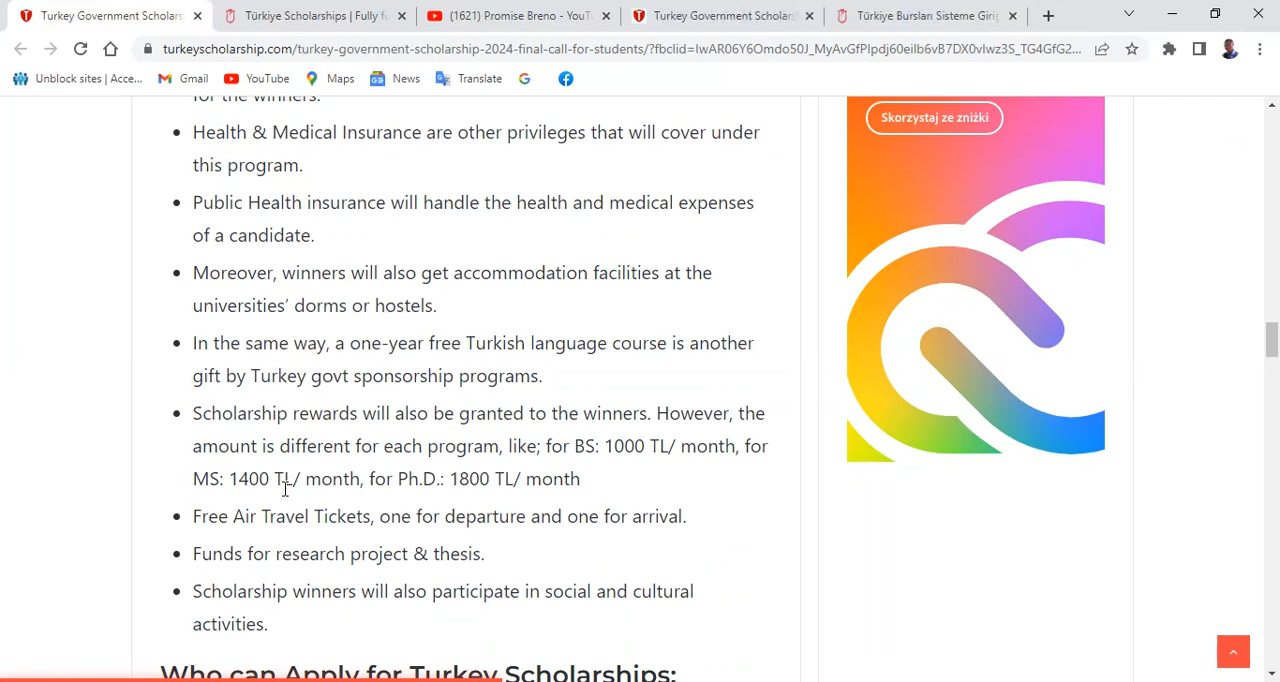 Turkey Government Scholars
Türkiye Scholarships | Fully fu
(1621) Promise Breno - YouT
Turkey Government Scholars
Türkiye Bursları Sisteme Giriş
turkeyscholarship.com/turkey-government-scholarship-2024-final-call-for-students/?fbclid=IwAR06Y6Omdo50J_MyAvGfPIpdj60eilb6vB7DX0vlwz3S_TG4GfG2...
Unblock sites | Acce...
Gmail
YouTube
Maps
News
Translate
for the winners.
• Health & Medical Insurance are other privileges that will cover under
this program.
• Public Health insurance will handle the health and medical expenses
of a candidate.
• Moreover, winners will also get accommodation facilities at the
universities’ dorms or hostels.
• In the same way, a one-year free Turkish language course is another
gift by Turkey govt sponsorship programs.
• Scholarship rewards will also be granted to the winners. However, the
amount is different for each program, like; for BS: 1000 TL/ month, for
MS: 1400 TL/ month, for Ph.D.: 1800 TL/ month
• Free Air Travel Tickets, one for departure and one for arrival.
• Funds for research project & thesis.
• Scholarship winners will also participate in social and cultural
activities.
Who can Apply for Turkey Scholarships:
Skorzystaj ze zniżki